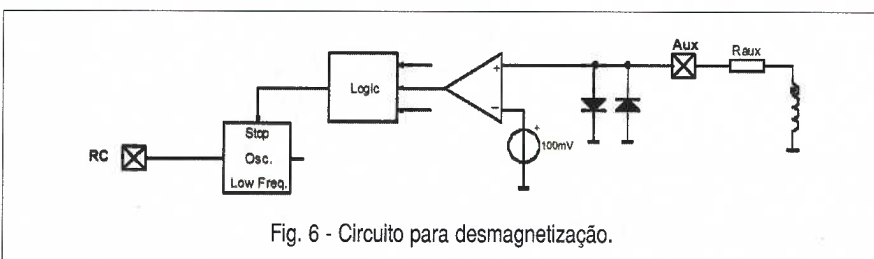 Aux
Raux
+
Logic
−
+
100mV
Stop
RC
Osc.
Low Freq.
Fig. 6 - Circuito para desmagnetização.